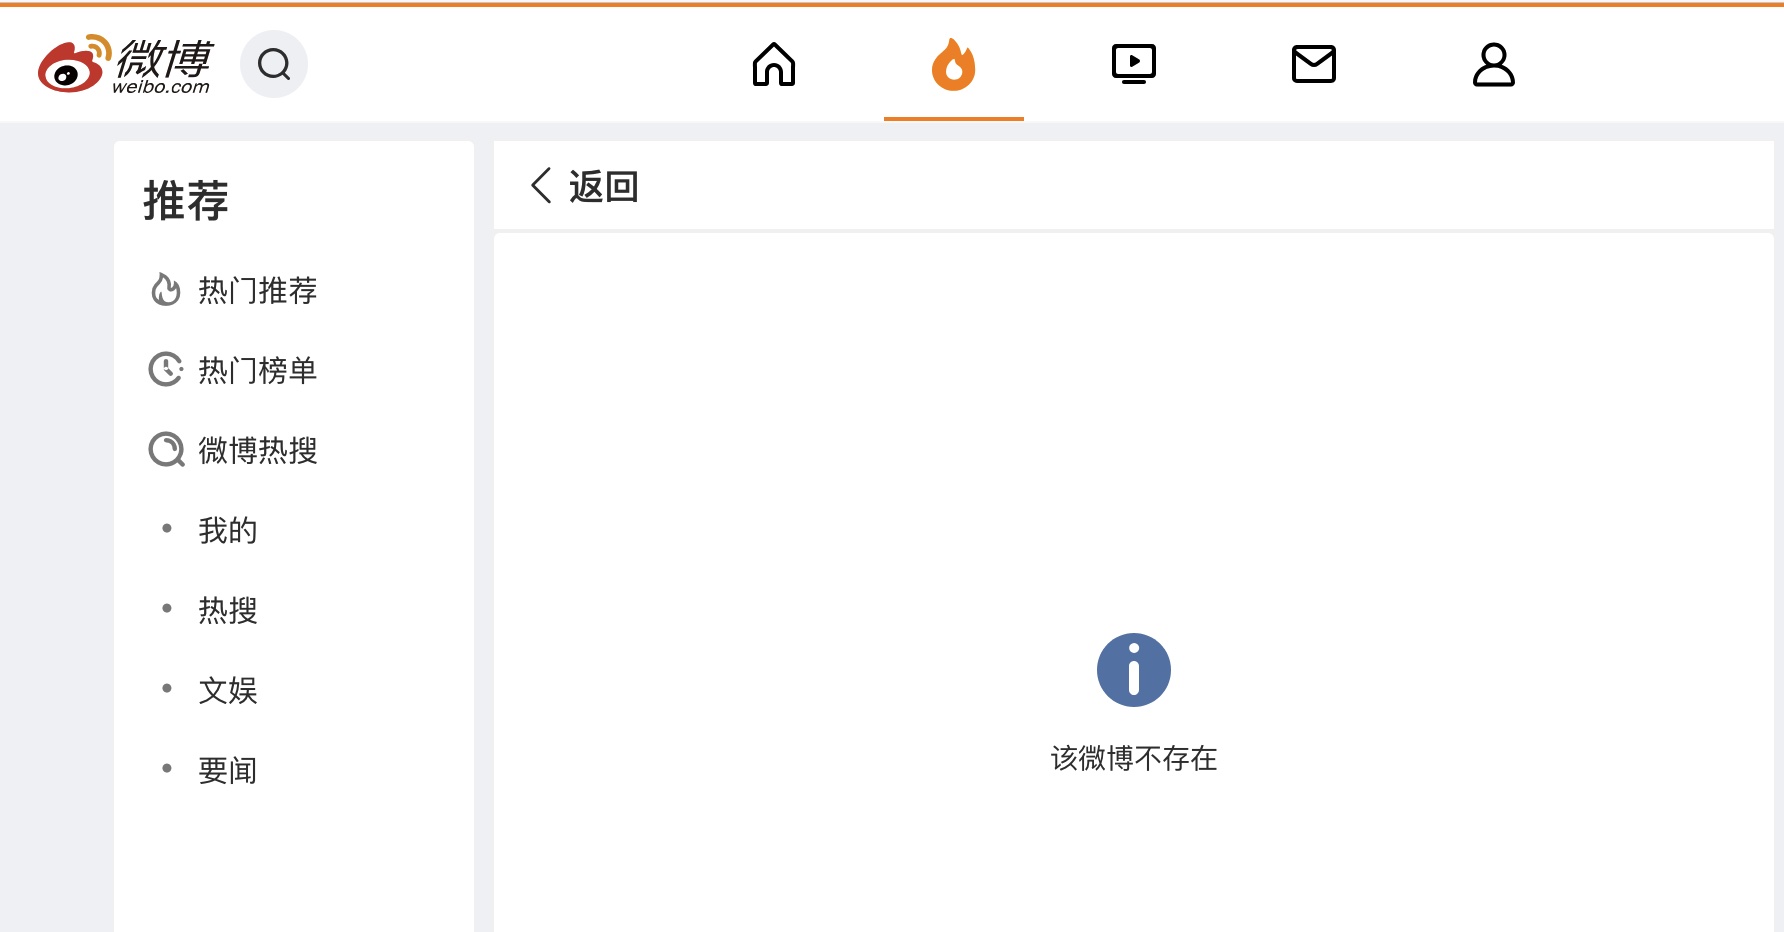 微博
weibo.com
推荐
热门推荐
热门榜单
微博热搜
我的
热搜
文娱
要闻
返回
该微博不存在